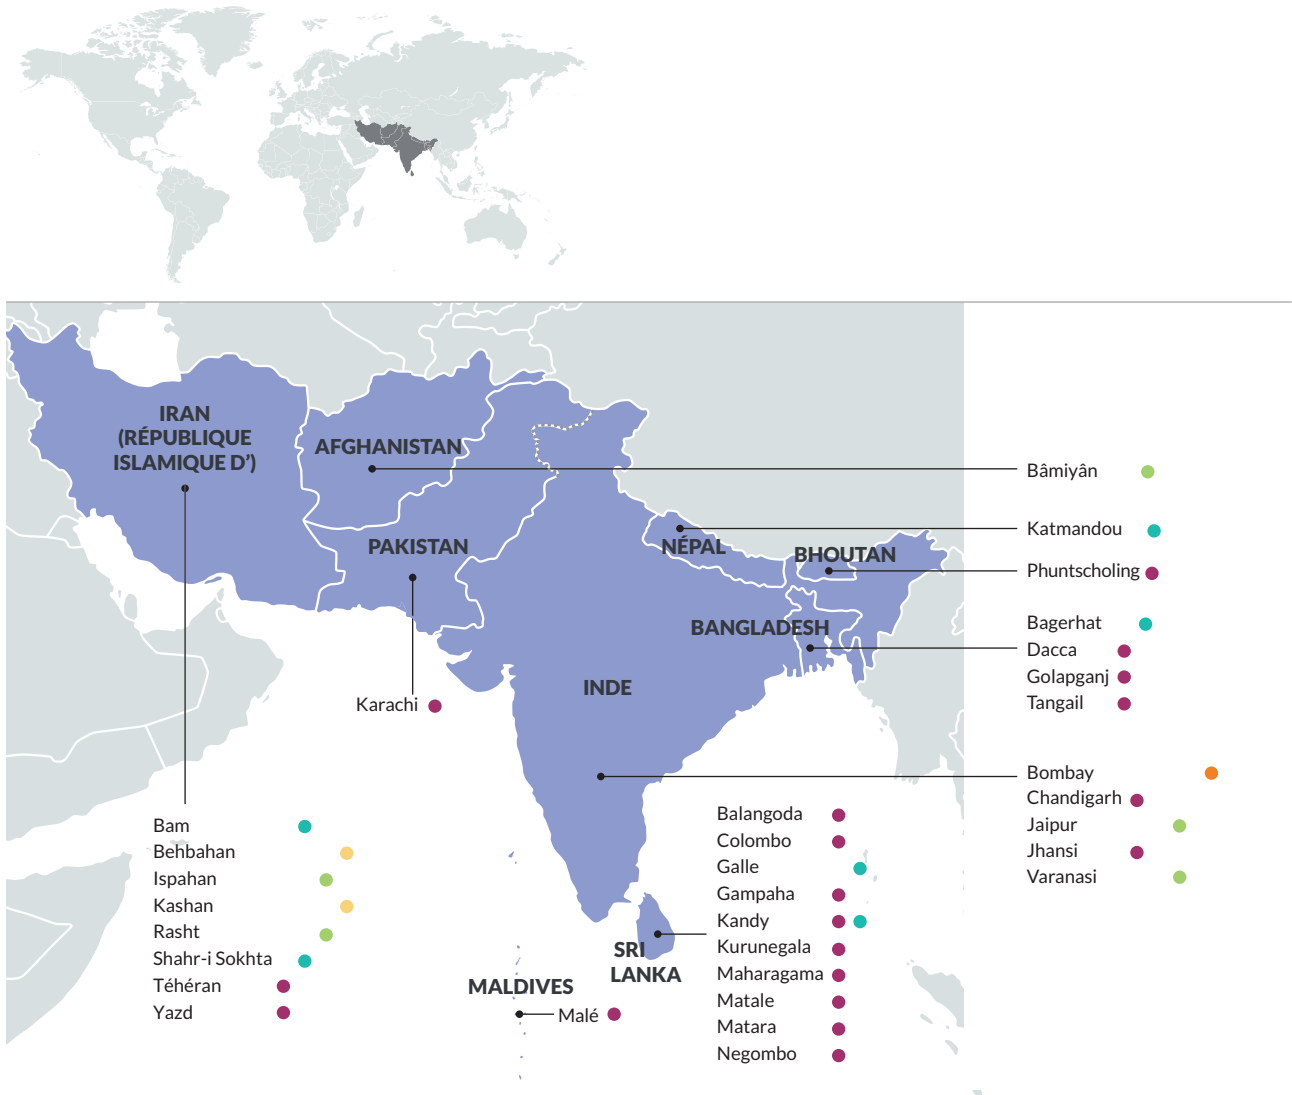 IRAN
(RÉPUBLIQUE
ISLAMIQUE D’)
AFGHANISTAN
PAKISTAN
NÉPAL
BHOUTAN
BANGLADESH
INDE
SRI
LANKA
MALDIVES
Bâmiyân
Katmandou
Phuntscholing
Bagerhat
Dacca
Golapganj
Tangail
Bombay
Chandigarh
Jaipur
Jhansi
Varanasi
Karachi
Bam
Behbahan
Ispahan
Kashan
Rasht
Shahr-i Sokhta
Téhéran
Yazd
Malé
Balangoda
Colombo
Galle
Gampaha
Kandy
Kurunegala
Maharagama
Matale
Matara
Negombo